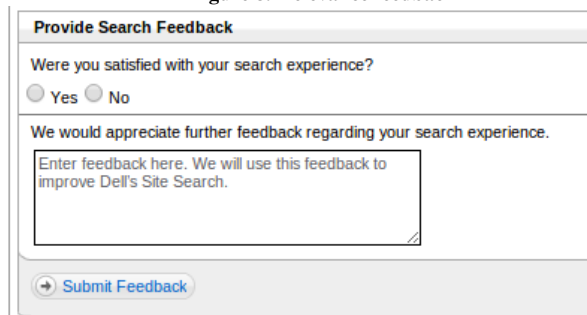 Provide Search Feedback
Were you satisfied with your search experience?
Yes No
We would appreciate further feedback regarding your search experience.
Enter feedback here. We will use this feedback to
improve Dell's Site Search.
Submit Feedback